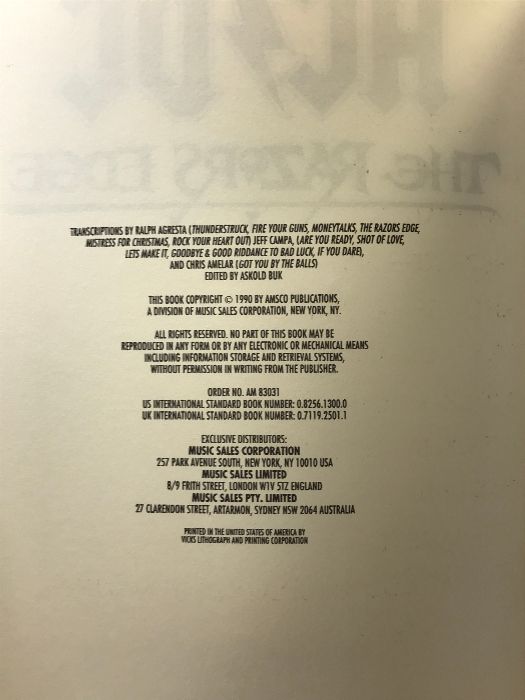 AC/DC
THE RAZORS EDGE
TRANSCRIPTIONS BY RALPH AGRESTA (THUNDERSTRUCK, FIRE YOUR GUNS, MONEYTALKS, THE RAZORS EDGE,
MISTRESS FOR CHRISTMAS, ROCK YOUR HEART OUT) JEFF CAMPA, (ARE YOU READY, SHOT OF LOVE,
LETS MAKE IT, GOODBYE & GOOD RIDDANCE TO BAD LUCK, IF YOU DARE),
AND CHRIS AMELAR (GOT YOU BY THE BALLS)
EDITED BY ASKOLD BUK
THIS BOOK COPYRIGHT © 1990 BY AMSCO PUBLICATIONS,
A DIVISION OF MUSIC SALES CORPORATION, NEW YORK, NY.
ALL RIGHTS RESERVED. NO PART OF THIS BOOK MAY BE
REPRODUCED IN ANY FORM OR BY ANY ELECTRONIC OR MECHANICAL MEANS
INCLUDING INFORMATION STORAGE AND RETRIEVAL SYSTEMS,
WITHOUT PERMISSION IN WRITING FROM THE PUBLISHER.
ORDER NO. AM 83031
US INTERNATIONAL STANDARD BOOK NUMBER: 0.8256.1300.0
UK INTERNATIONAL STANDARD BOOK NUMBER: 0.7119.2501.1
EXCLUSIVE DISTRIBUTORS:
MUSIC SALES CORPORATION
257 PARK AVENUE SOUTH, NEW YORK, NY 10010 USA
MUSIC SALES LIMITED
8/9 FRITH STREET, LONDON W1V 5TZ ENGLAND
MUSIC SALES PTY. LIMITED
27 CLARENDON STREET, ARTARMON, SYDNEY NSW 2064 AUSTRALIA
PRINTED IN THE UNITED STATES OF AMERICA BY
VICKS LITHOGRAPH AND PRINTING CORPORATION